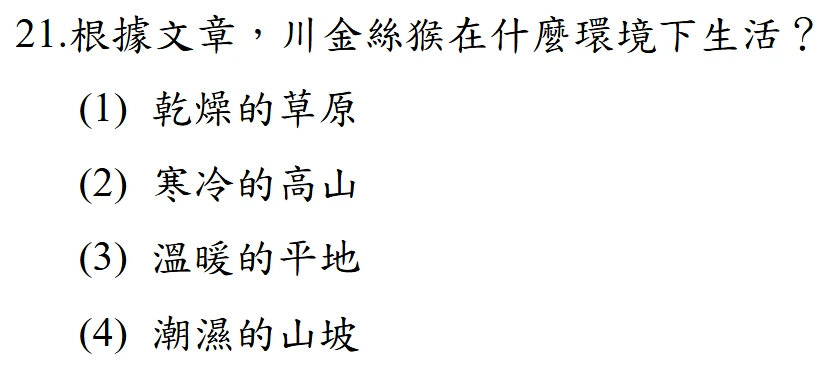 21.根據文章，川金絲猴在什麼環境下生活？
(1) 乾燥的草原
(2) 寒冷的高山
(3) 溫暖的平地
(4) 潮濕的山坡